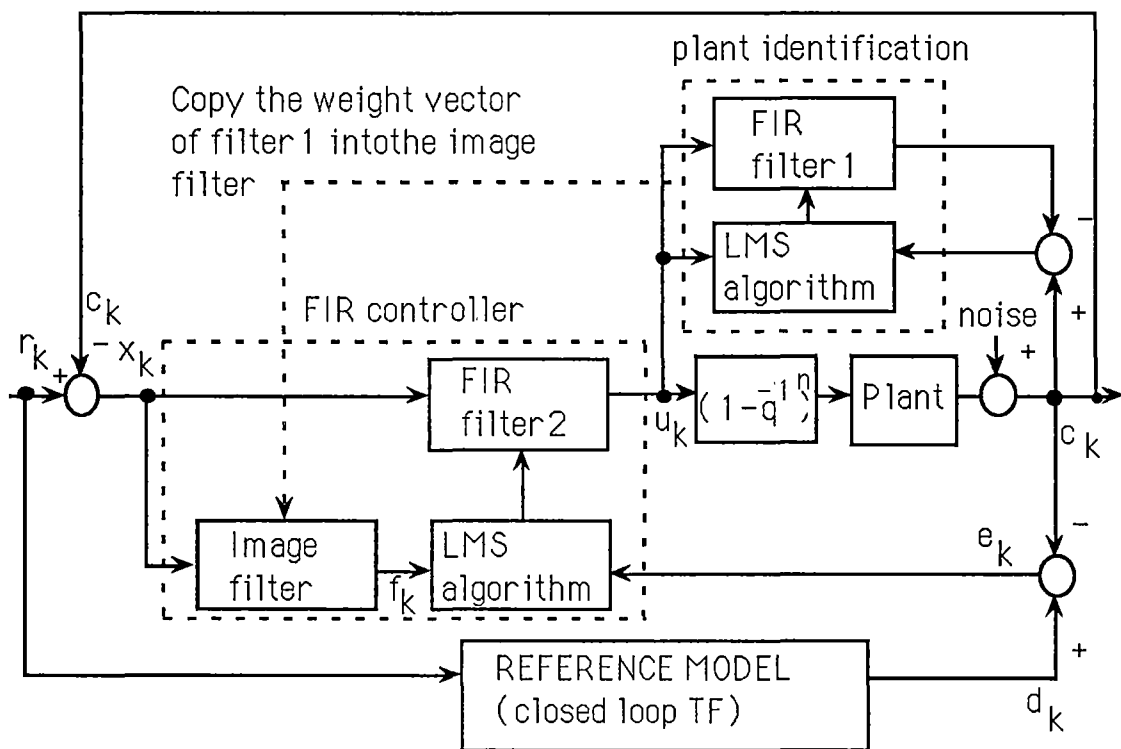 plant identification
Copy the weight vector
of filter 1 intothe image
filter
FIR
filter 1
LMS
algorithm
c_k
FIR controller
noise
r_k
+
-
x_k
FIR
filter 2
u_k
(1-q^-1)^n
Plant
+
+
-
c_k
Image
filter
f_k
LMS
algorithm
e_k
-
+
REFERENCE MODEL
(closed loop TF)
d_k